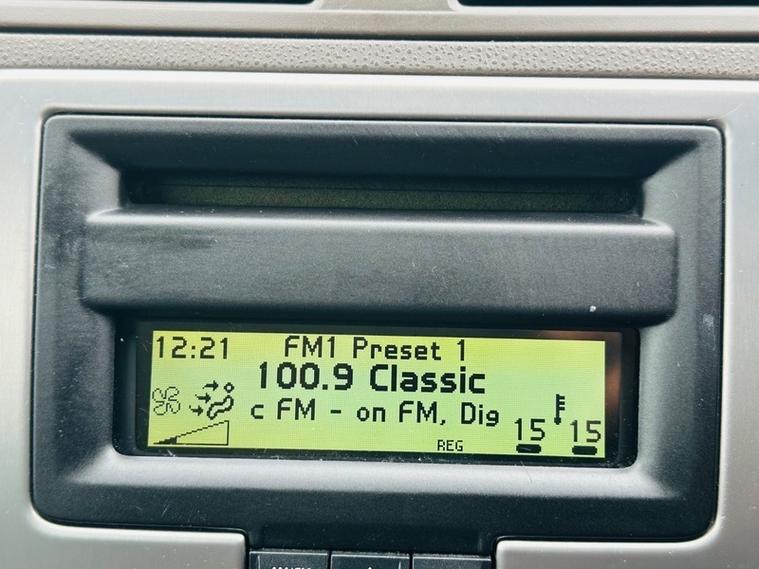 12:21 FM1 Preset 1
100.9 Classic
c FM - on FM, Dig
15 15
REG